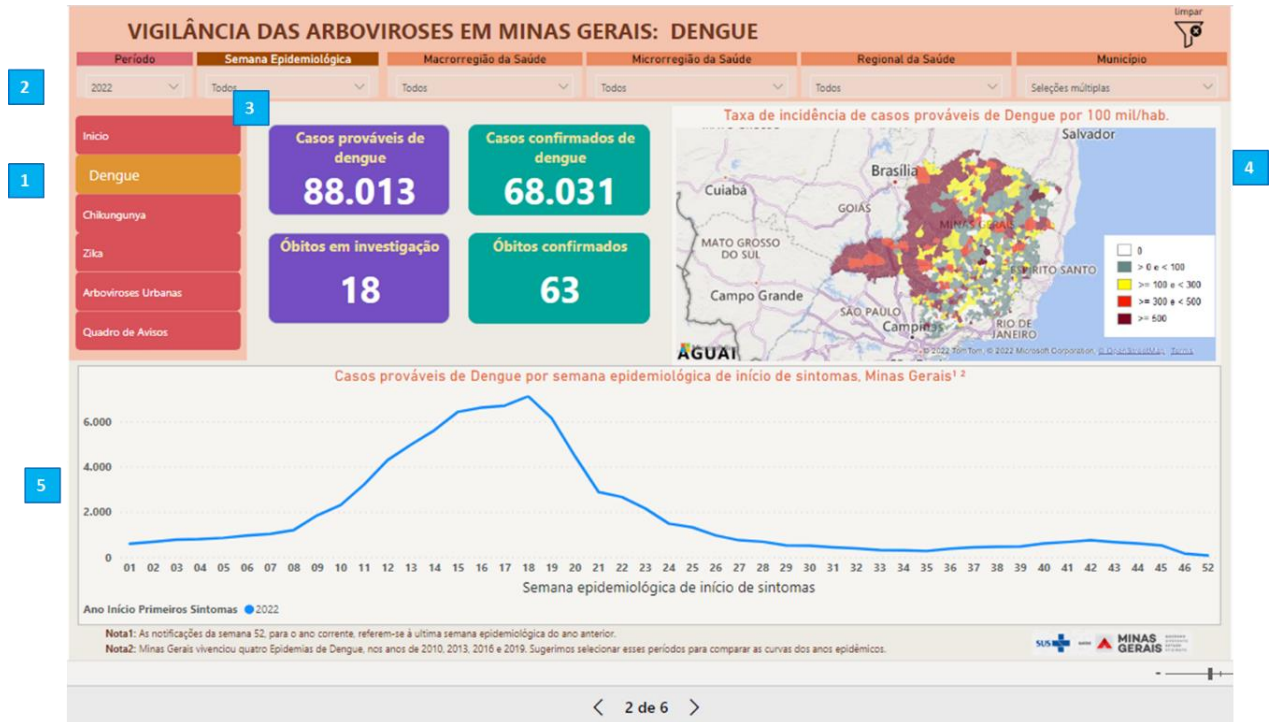 VIGILÂNCIA DAS ARBOVIROSES EM MINAS GERAIS: DENGUE
limpar
Período
Semana Epidemiológica
Macrorregião da Saúde
Microrregião da Saúde
Regional da Saúde
Município
2
2022
Todos
Todos
Todos
Todos
Seleções múltiplas
3
1
Inicio
Dengue
Chikungunya
Zika
Arboviroses Urbanas
Quadro de Avisos
Casos prováveis de
dengue
88.013
Casos confirmados de
dengue
68.031
Óbitos em investigação
18
Óbitos confirmados
63
Taxa de incidência de casos prováveis de Dengue por 100 mil/hab.
4
MATO GROSSO
Salvador
Brasília
Cuiabá
GOIÁS
MINAS GERAIS
MATO GROSSO
DO SUL
ESPÍRITO SANTO
Campo Grande
SÃO PAULO
Campinas
RIO DE
JANEIRO
0
> 0 e < 100
>= 100 e < 300
>= 300 e < 500
>= 500
© 2022 TomTom, © 2022 Microsoft Corporation, © OpenStreetMap Terms
Casos prováveis de Dengue por semana epidemiológica de início de sintomas, Minas Gerais¹ ²
5
6.000
4.000
2.000
0
01 02 03 04 05 06 07 08 09 10 11 12 13 14 15 16 17 18 19 20 21 22 23 24 25 26 27 28 29 30 31 32 33 34 35 36 37 38 39 40 41 42 43 44 45 46 52
Semana epidemiológica de início de sintomas
Ano Início Primeiros Sintomas 2022
Nota1: As notificações da semana 52, para o ano corrente, referem-se à ultima semana epidemiológica do ano anterior.
Nota2: Minas Gerais vivenciou quatro Epidemias de Dengue, nos anos de 2010, 2013, 2016 e 2019. Sugerimos selecionar esses períodos para comparar as curvas dos anos epidêmicos.
SUS
MINAS
GERAIS
- +
2 de 6